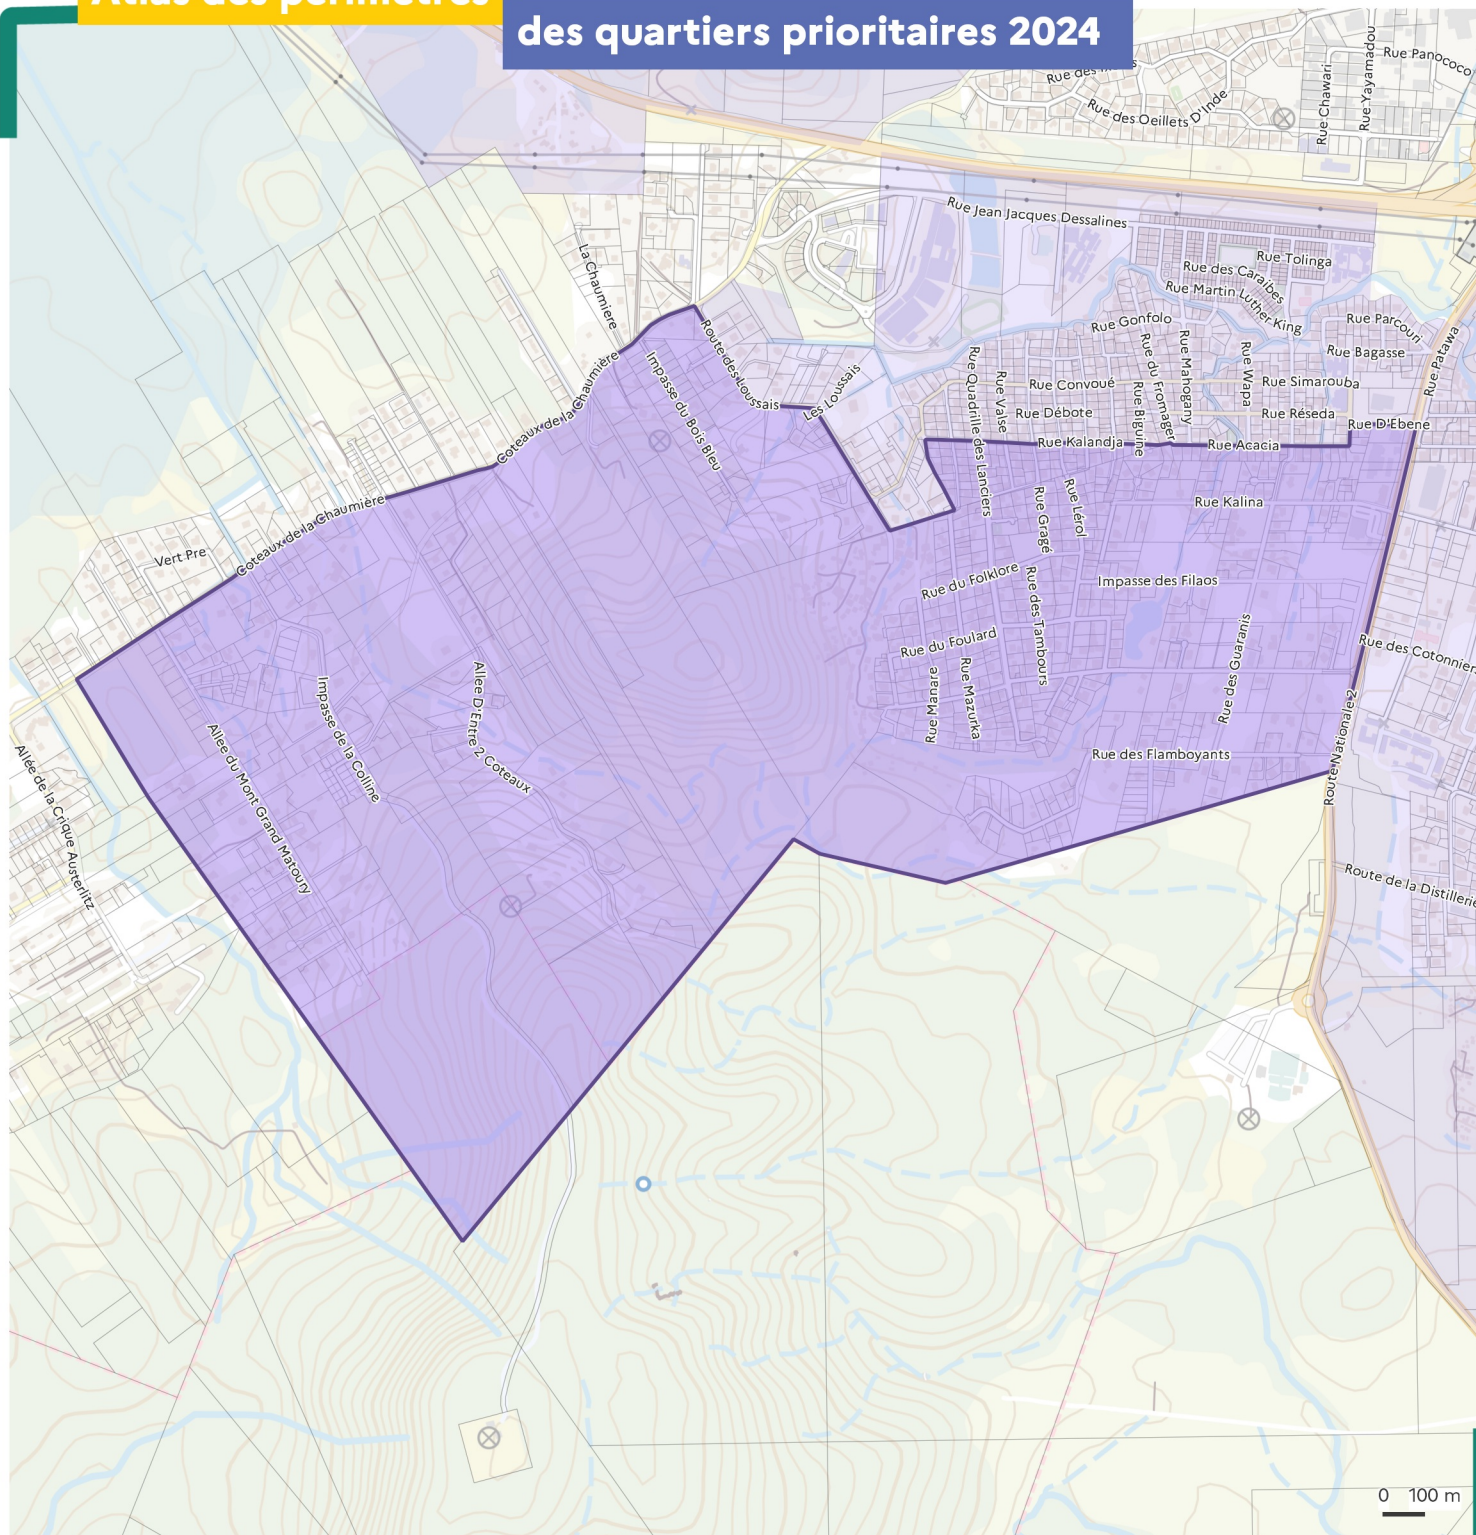 Atlas des périmètres
des quartiers prioritaires 2024
Rue Panococo
Rue Yayamadou
Rue Chawari
Rue des Oeillets D'Inde
Rue Jean Jacques Dessalines
Rue Tolinga
Rue des Caraïbes
Rue Martin Luther King
La Chaumiere
Rue Gonfolo
Rue Parcouri
Rue Patawa
Route des Loussais
Rue Bagasse
Rue du Fromager
Rue Mahogany
Rue Wapa
Impasse du Bois Bleu
Les Loussais
Rue Quadrille des Lanciers
Rue Valse
Rue Convoué
Rue Biguine
Rue Simarouba
Coteaux de la Chaumière
Rue Débote
Rue Réseda
Rue D'Ebene
Rue Kalandja
Rue Acacia
Coteaux de la Chaumière
Rue Gragé
Rue Lérol
Rue Kalina
Vert Pre
Rue du Folklore
Rue des Tambours
Impasse des Filaos
Rue du Foulard
Rue des Guaranis
Rue des Cotonniers
Allee D'Entre 2 Coteaux
Rue Manare
Rue Mazurka
Impasse de la Colline
Allee du Mont Grand Matoury
Rue des Flamboyants
Route Nationale 2
Allée de la Crique Austerlitz
Route de la Distillerie
0 100 m